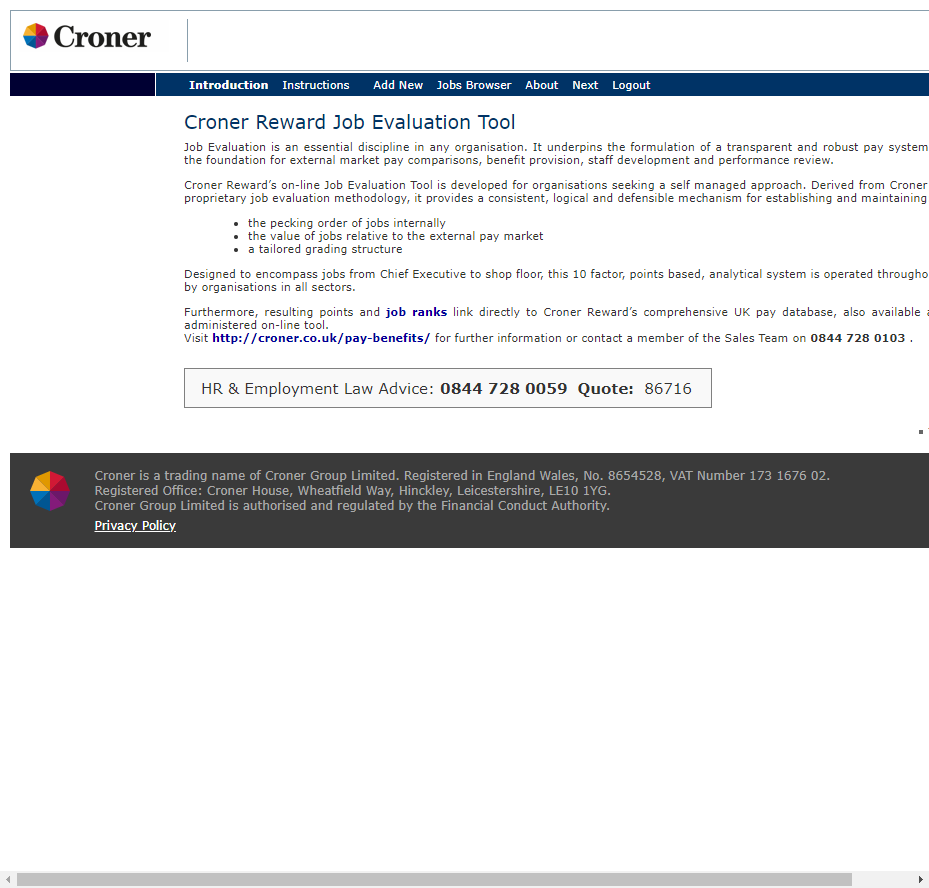 Croner
Introduction Instructions Add New Jobs Browser About Next Logout
Croner Reward Job Evaluation Tool
Job Evaluation is an essential discipline in any organisation. It underpins the formulation of a transparent and robust pay system
the foundation for external market pay comparisons, benefit provision, staff development and performance review.
Croner Reward’s on-line Job Evaluation Tool is developed for organisations seeking a self managed approach. Derived from Croner
proprietary job evaluation methodology, it provides a consistent, logical and defensible mechanism for establishing and maintaining
• the pecking order of jobs internally
• the value of jobs relative to the external pay market
• a tailored grading structure
Designed to encompass jobs from Chief Executive to shop floor, this 10 factor, points based, analytical system is operated througho
by organisations in all sectors.
Furthermore, resulting points and job ranks link directly to Croner Reward’s comprehensive UK pay database, also available
administered on-line tool.
Visit http://croner.co.uk/pay-benefits/ for further information or contact a member of the Sales Team on 0844 728 0103 .
HR & Employment Law Advice: 0844 728 0059 Quote: 86716
Croner is a trading name of Croner Group Limited. Registered in England Wales, No. 8654528, VAT Number 173 1676 02.
Registered Office: Croner House, Wheatfield Way, Hinckley, Leicestershire, LE10 1YG.
Croner Group Limited is authorised and regulated by the Financial Conduct Authority.
Privacy Policy